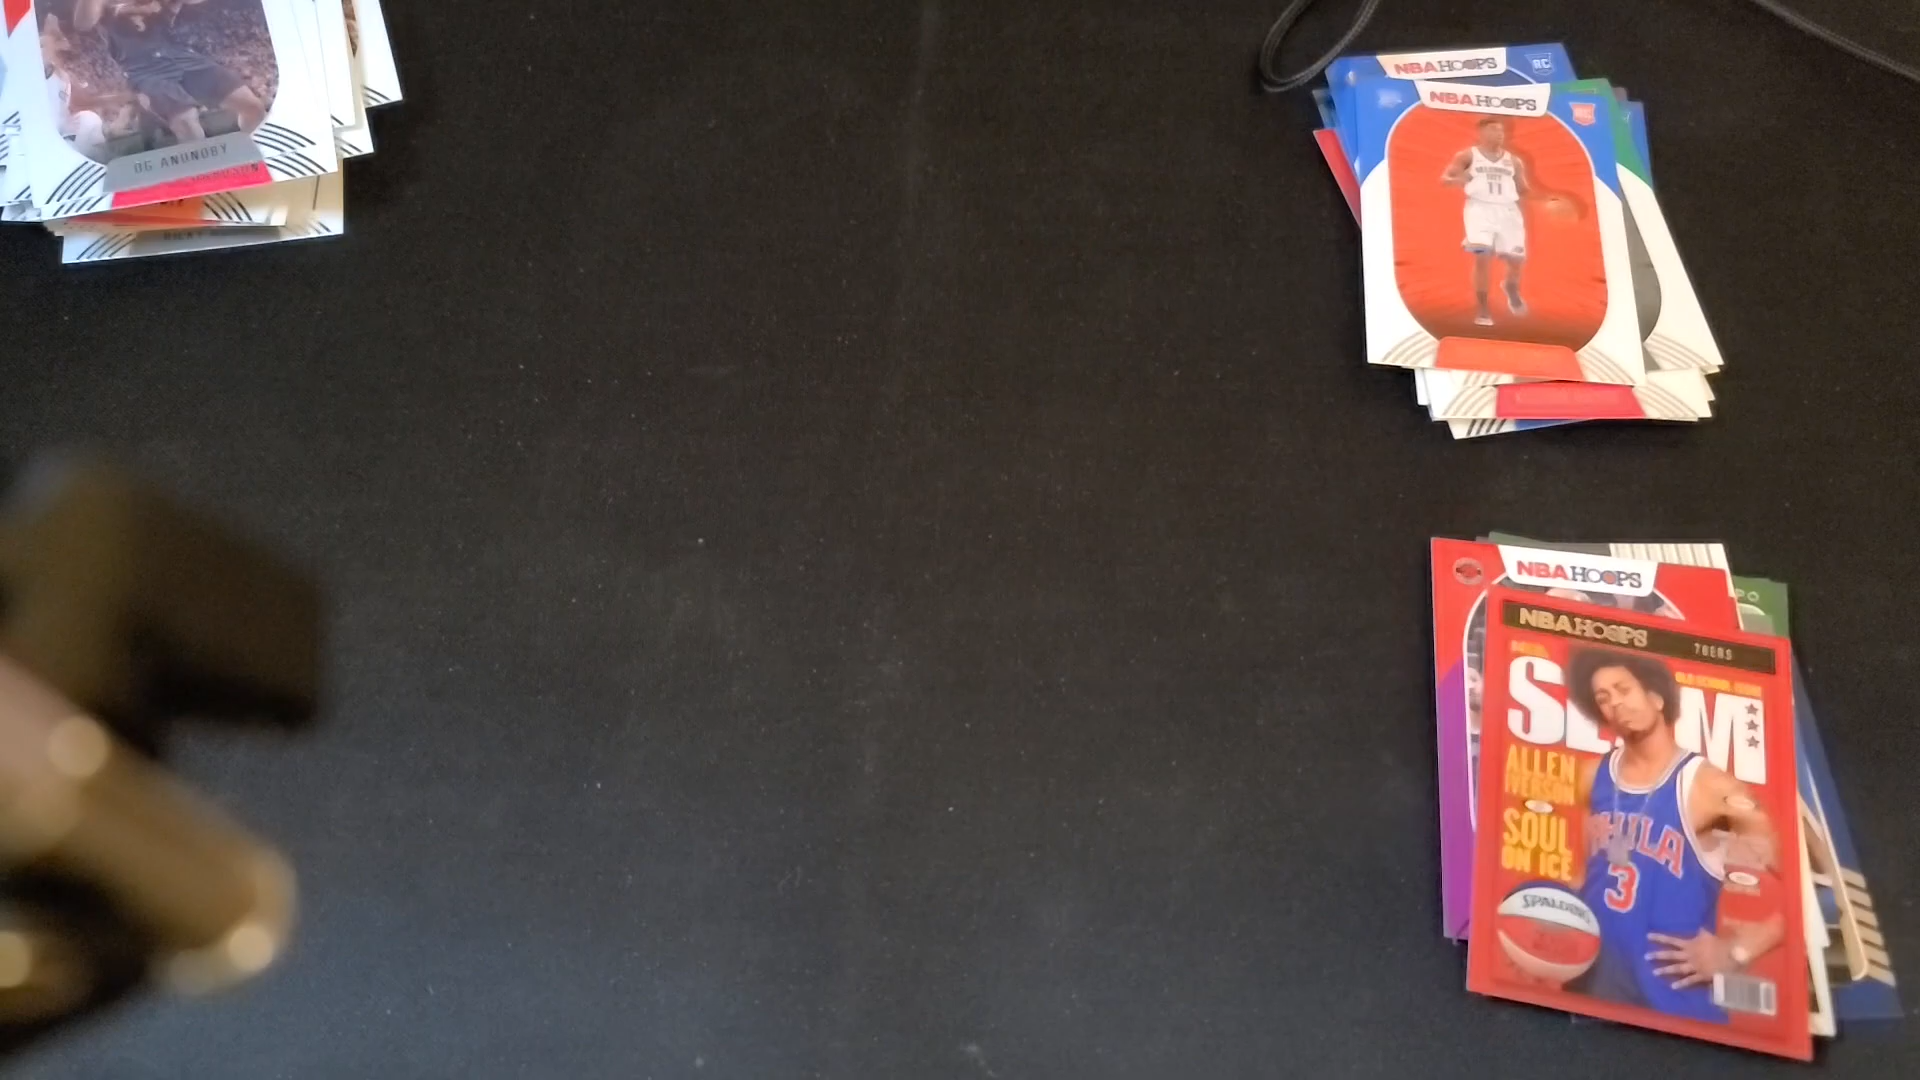 OG ANUNOBY
NBA HOOPS
RC
NBA HOOPS
RC
11
NBA HOOPS
NBA HOOPS
76ERS
SLAM
ALLEN
IVERSON
SOUL
ON ICE
PHILA
3
SPALDING